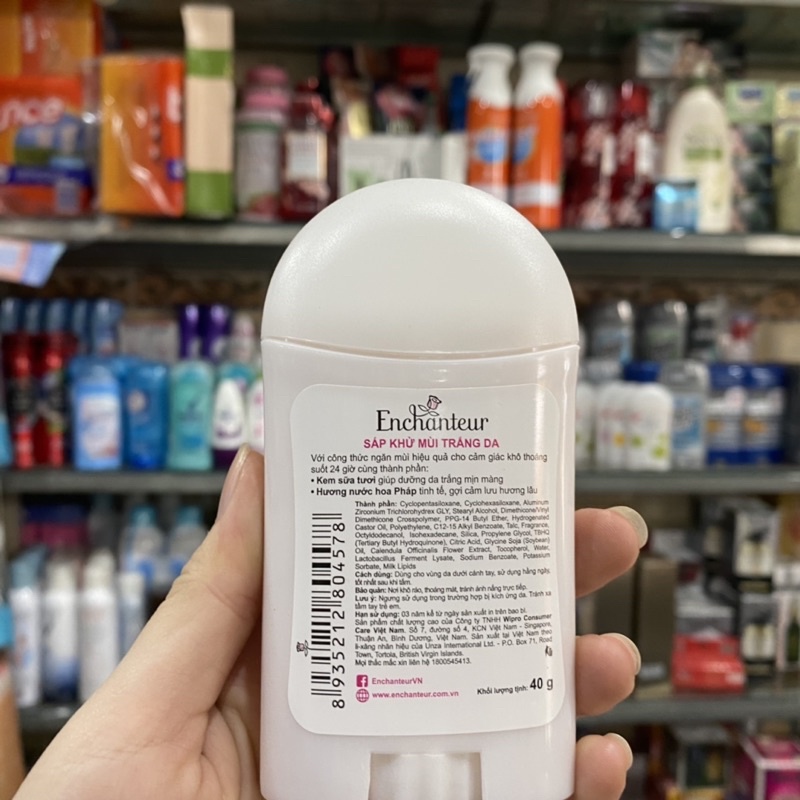 Enchanteur
SÁP KHỬ MÙI TRẮNG DA
Với công thức ngăn mùi hiệu quả cho cảm giác khô thoáng
suốt 24 giờ cùng thành phần:
• Kem sữa tươi giúp dưỡng da trắng mịn màng
• Hương nước hoa Pháp tinh tế, gợi cảm lưu hương lâu
Thành phần: Cyclopentasiloxane, Cyclohexasiloxane, Aluminum
Zirconium Trichlorohydrex GLY, Stearyl Alcohol, Dimethicone/Vinyl
Dimethicone Crosspolymer, PPG-14 Butyl Ether, Hydrogenated
Castor Oil, Polyethylene, C12-15 Alkyl Benzoate, Talc, Fragrance,
Octyldodecanol, Isohexadecane, Silica, Propylene Glycol, TBHQ
(Tertiary Butyl Hydroquinone), Citric Acid, Glycine Soja (Soybean)
Oil, Calendula Officinalis Flower Extract, Tocopherol, Water,
Lactobacillus Ferment Lysate, Sodium Benzoate, Potassium
Sorbate, Milk Lipids
Cách dùng: Dùng cho vùng da dưới cánh tay, sử dụng hằng ngày,
tốt nhất sau khi tắm.
Bảo quản: Nơi khô ráo, thoáng mát, tránh ánh nắng trực tiếp.
Lưu ý: Ngưng sử dụng trong trường hợp bị kích ứng da. Tránh xa
tầm tay trẻ em.
Hạn sử dụng: 03 năm kể từ ngày sản xuất in trên bao bì.
Sản phẩm chất lượng cao của Công ty TNHH Wipro Consumer
Care Việt Nam. Số 7, đường số 4, KCN Việt Nam - Singapore,
Thuận An, Bình Dương, Việt Nam. Sản xuất tại Việt Nam theo
li-xăng nhãn hiệu của Unza International Ltd. - P.O. Box 71, Road
Town, Tortola, British Virgin Islands.
Mọi thắc mắc xin liên hệ 1800545413.
8 935212 804578
EnchanteurVN
www.enchanteur.com.vn
Khối lượng tịnh: 40 g